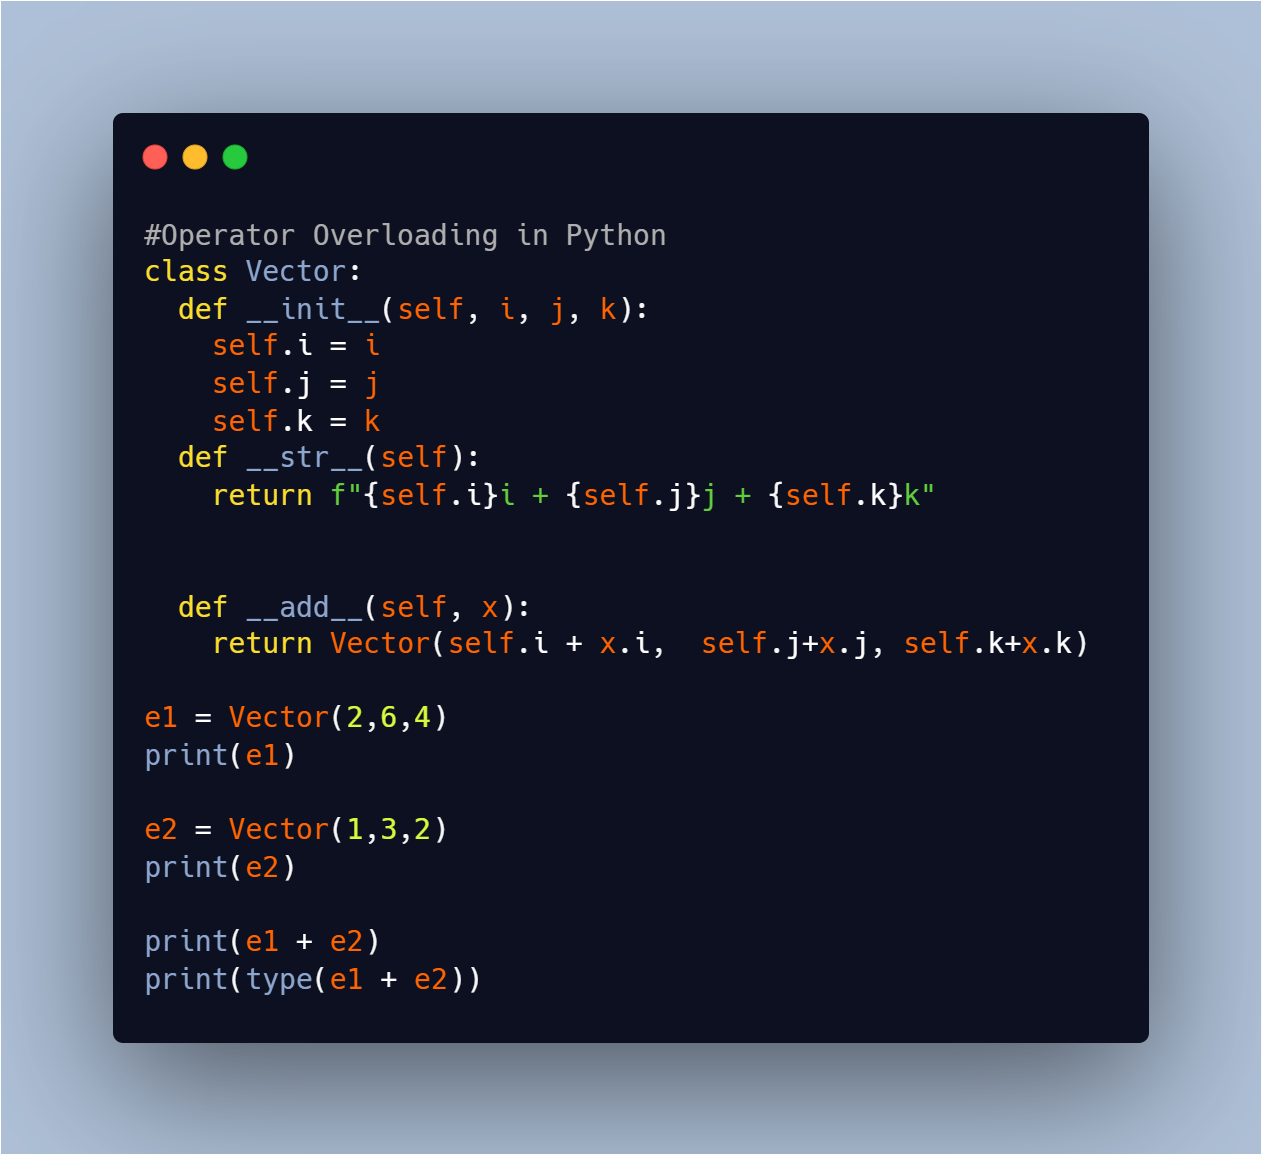 #Operator Overloading in Python
class Vector:
  def __init__(self, i, j, k):
    self.i = i
    self.j = j
    self.k = k
  def __str__(self):
    return f"{self.i}i + {self.j}j + {self.k}k"
  def __add__(self, x):
    return Vector(self.i + x.i,  self.j+x.j, self.k+x.k)
e1 = Vector(2,6,4)
print(e1)
e2 = Vector(1,3,2)
print(e2)
print(e1 + e2)
print(type(e1 + e2))